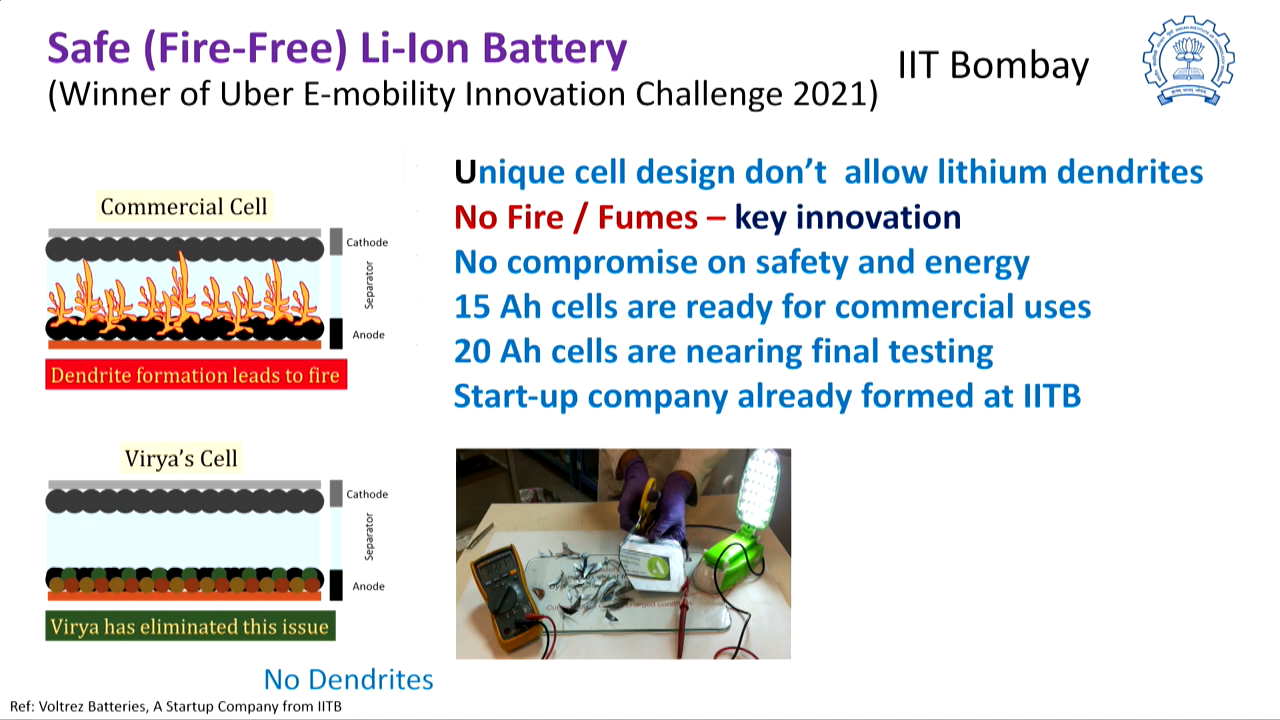 Safe (Fire-Free) Li-Ion Battery
(Winner of Uber E-mobility Innovation Challenge 2021)
IIT Bombay
Unique cell design don’t allow lithium dendrites
No Fire / Fumes – key innovation
No compromise on safety and energy
15 Ah cells are ready for commercial uses
20 Ah cells are nearing final testing
Start-up company already formed at IITB
Commercial Cell
Cathode
Separator
Anode
Dendrite formation leads to fire
Virya’s Cell
Cathode
Separator
Anode
Virya has eliminated this issue
No Dendrites
Ref: Voltrez Batteries, A Startup Company from IITB